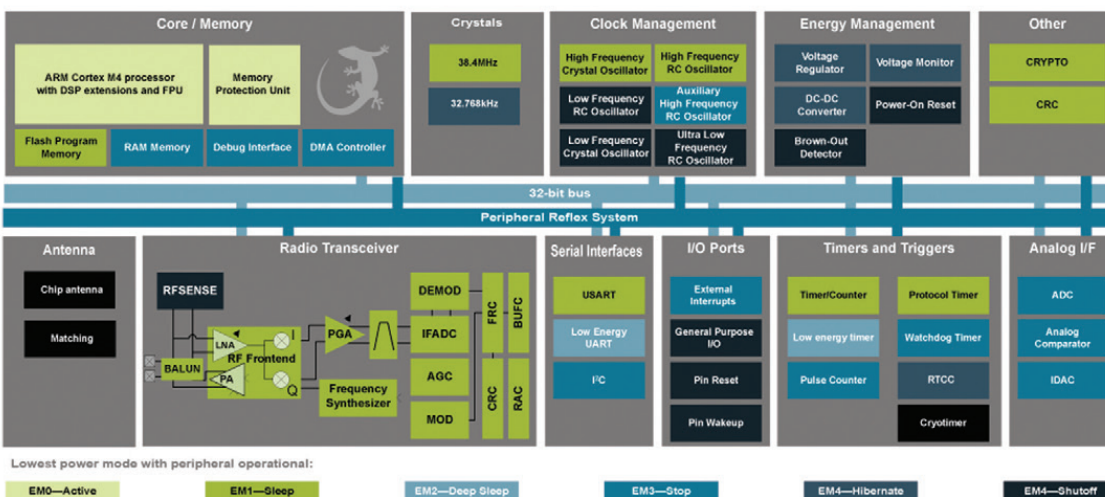 Core / Memory
Crystals
Clock Management
Energy Management
Other
ARM Cortex M4 processor
with DSP extensions and FPU
Memory
Protection Unit
Flash Program
Memory
RAM Memory
Debug Interface
DMA Controller
38.4MHz
32.768kHz
High Frequency
Crystal Oscillator
High Frequency
RC Oscillator
Low Frequency
RC Oscillator
Auxiliary
High Frequency
RC Oscillator
Low Frequency
Crystal Oscillator
Ultra Low
Frequency
RC Oscillator
Voltage
Regulator
Voltage Monitor
DC-DC
Converter
Power-On Reset
Brown-Out
Detector
CRYPTO
CRC
32-bit bus
Peripheral Reflex System
Antenna
Radio Transceiver
Serial Interfaces
I/O Ports
Timers and Triggers
Analog I/F
Chip antenna
Matching
RFSENSE
LNA
RF Frontend
I
PA
Q
BALUN
PGA
Frequency
Synthesizer
DEMOD
IFADC
AGC
MOD
FRC
BUFC
CRC
RAC
USART
Low Energy
UART
I²C
External
Interrupts
General Purpose
I/O
Pin Reset
Pin Wakeup
Timer/Counter
Protocol Timer
Low energy timer
Watchdog Timer
Pulse Counter
RTCC
Cryotimer
ADC
Analog
Comparator
IDAC
Lowest power mode with peripheral operational:
EM0—Active
EM1—Sleep
EM2—Deep Sleep
EM3—Stop
EM4—Hibernate
EM4—Shutoff